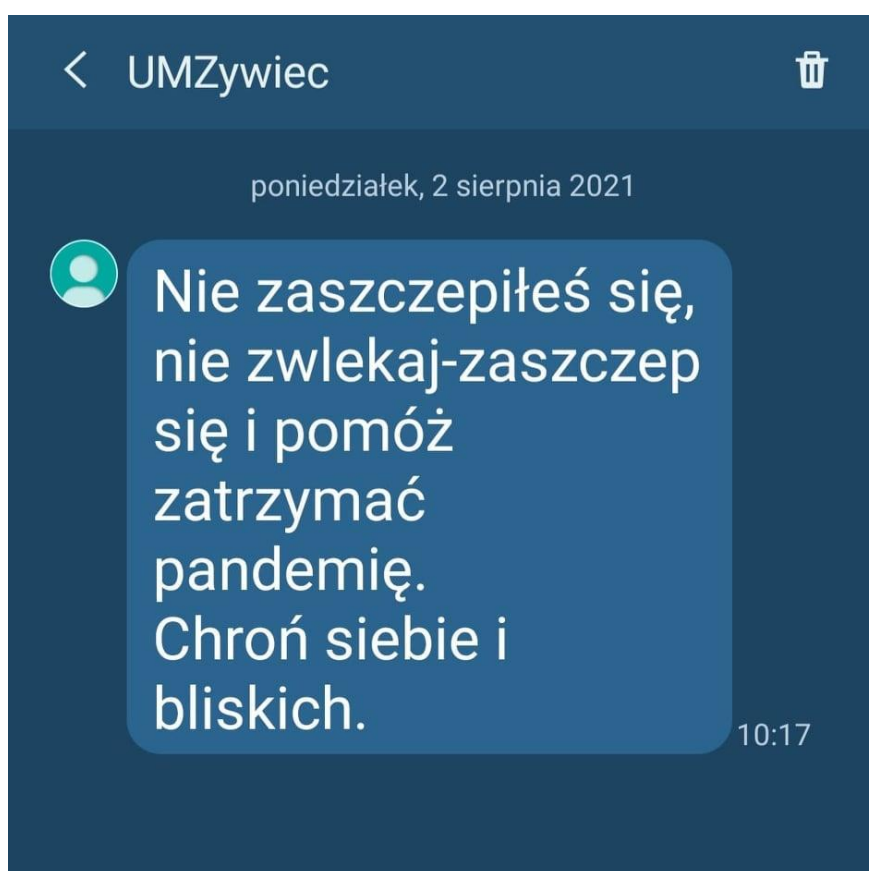 UMZywiec
poniedziałek, 2 sierpnia 2021
Nie zaszczepiłeś się,
nie zwlekaj-zaszczep
się i pomóż
zatrzymać
pandemię.
Chroń siebie i
bliskich.
10:17